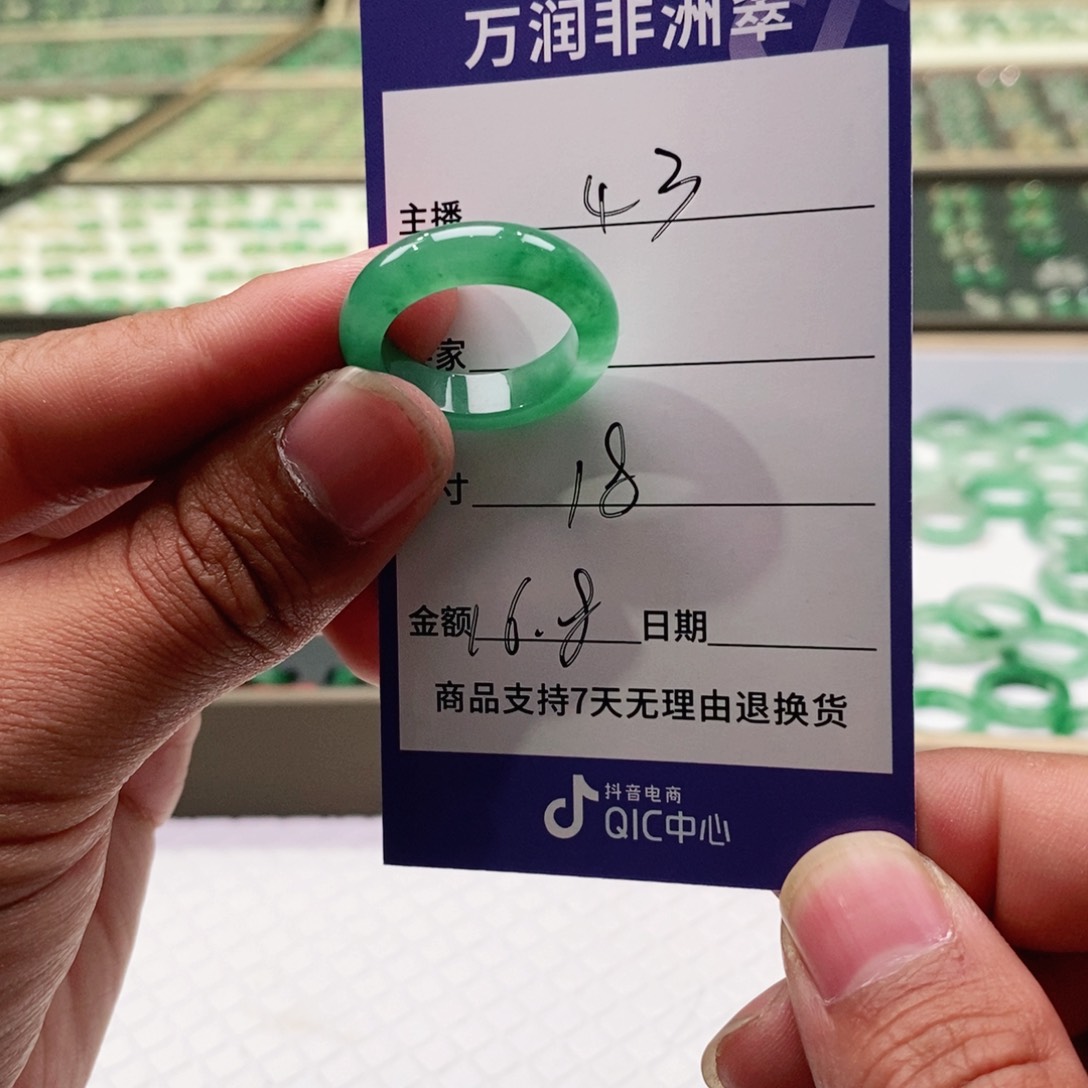 万润非洲翠
主播 43
家
寸 18
金额 16.8 日期
商品支持7天无理由退换货
抖音电商
QIC中心